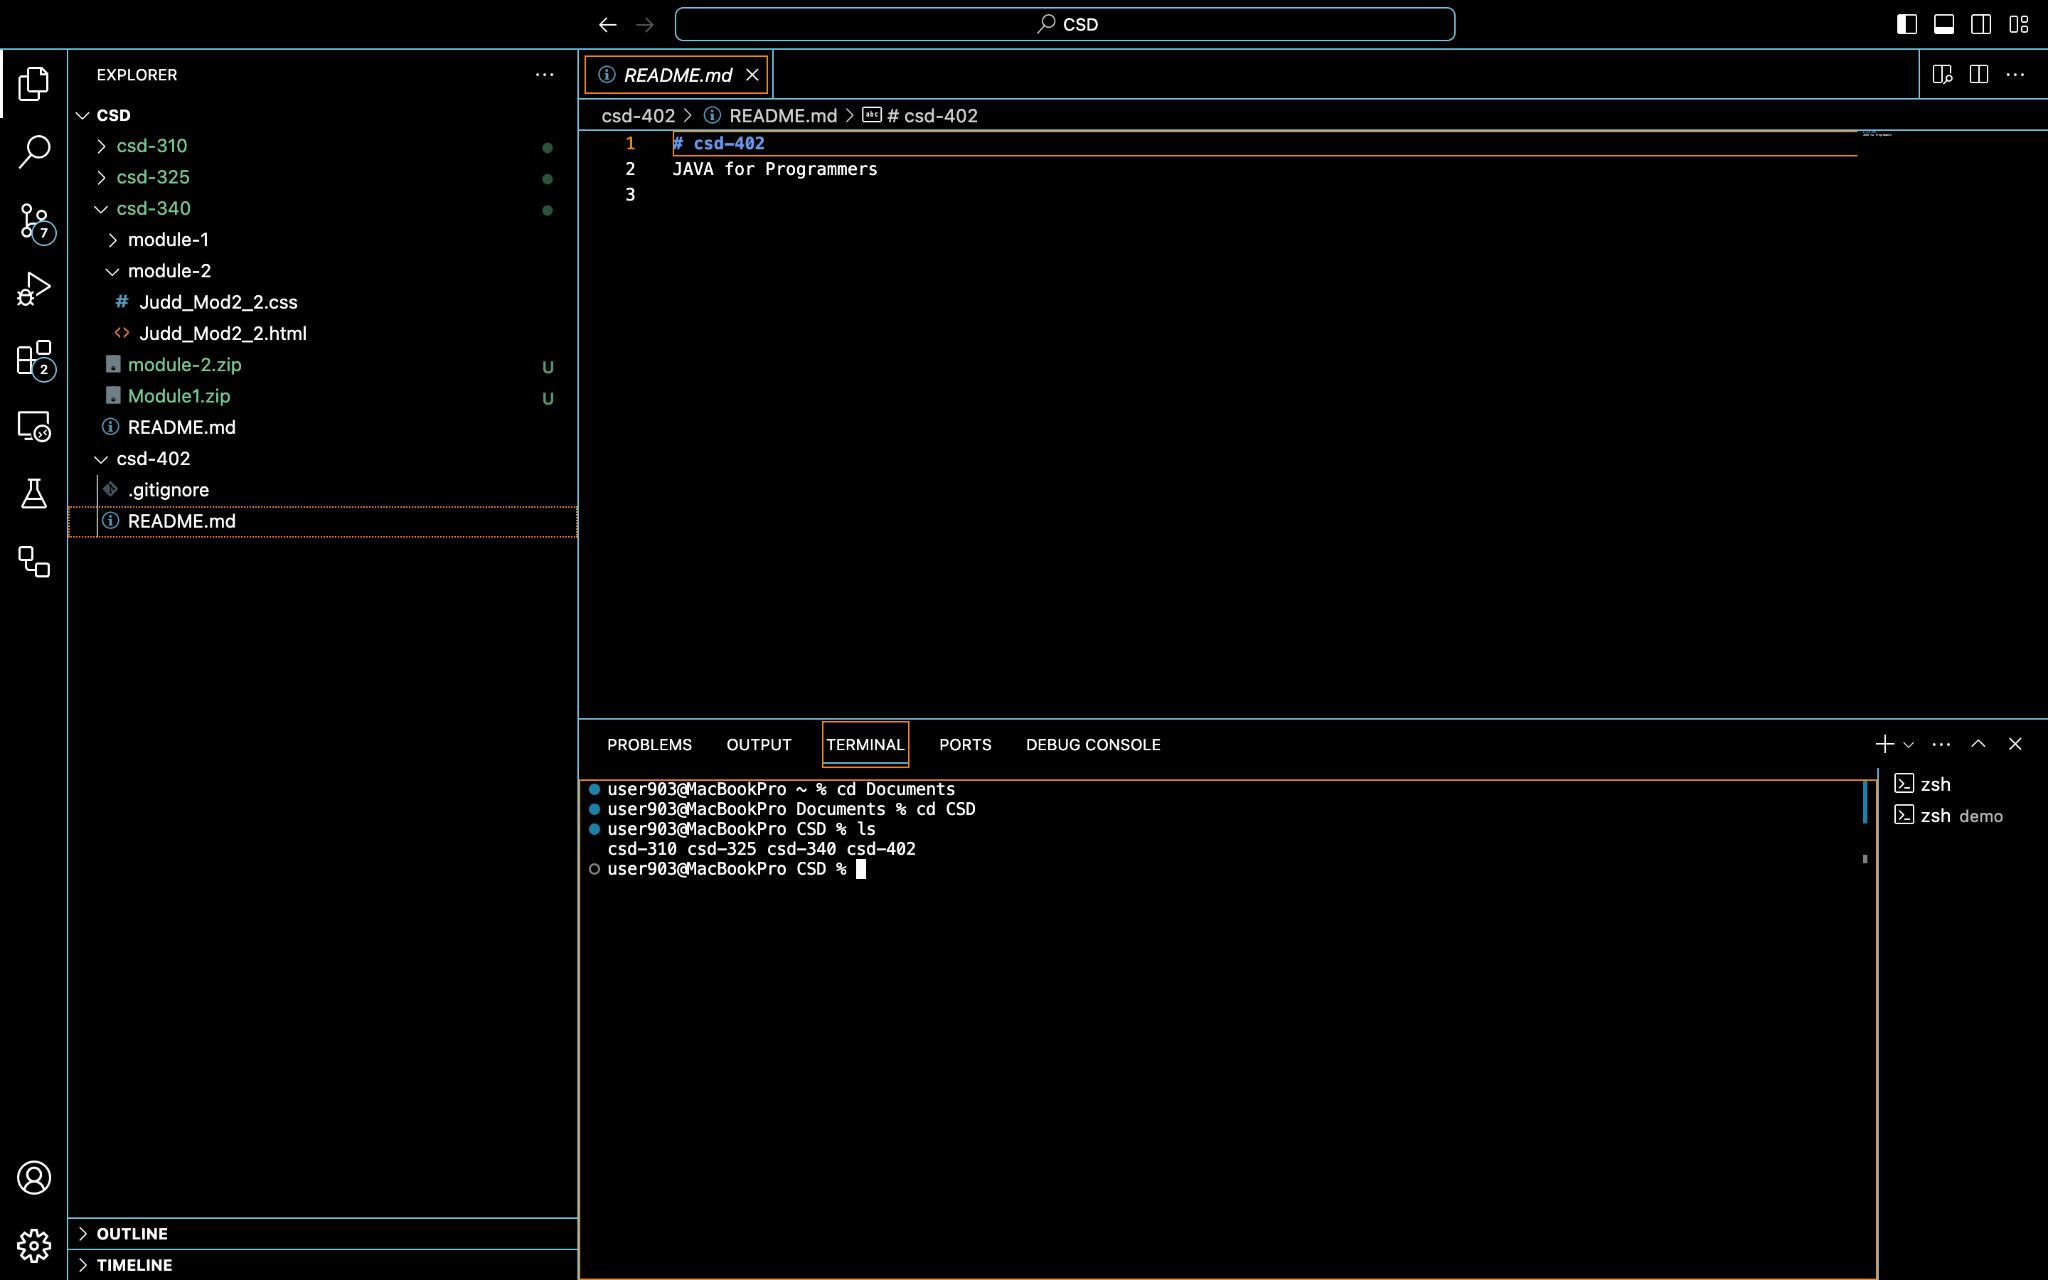 CSD
EXPLORER
CSD
csd-310
csd-325
csd-340
module-1
module-2
# Judd_Mod2_2.css
<> Judd_Mod2_2.html
module-2.zip U
Module1.zip U
README.md
csd-402
.gitignore
README.md
7
2
OUTLINE
TIMELINE
README.md
csd-402 > README.md > # csd-402
1 # csd-402
2 JAVA for Programmers
3
PROBLEMS OUTPUT TERMINAL PORTS DEBUG CONSOLE
user903@MacBookPro ~ % cd Documents
user903@MacBookPro Documents % cd CSD
user903@MacBookPro CSD % ls
csd-310 csd-325 csd-340 csd-402
user903@MacBookPro CSD %
zsh
zsh demo